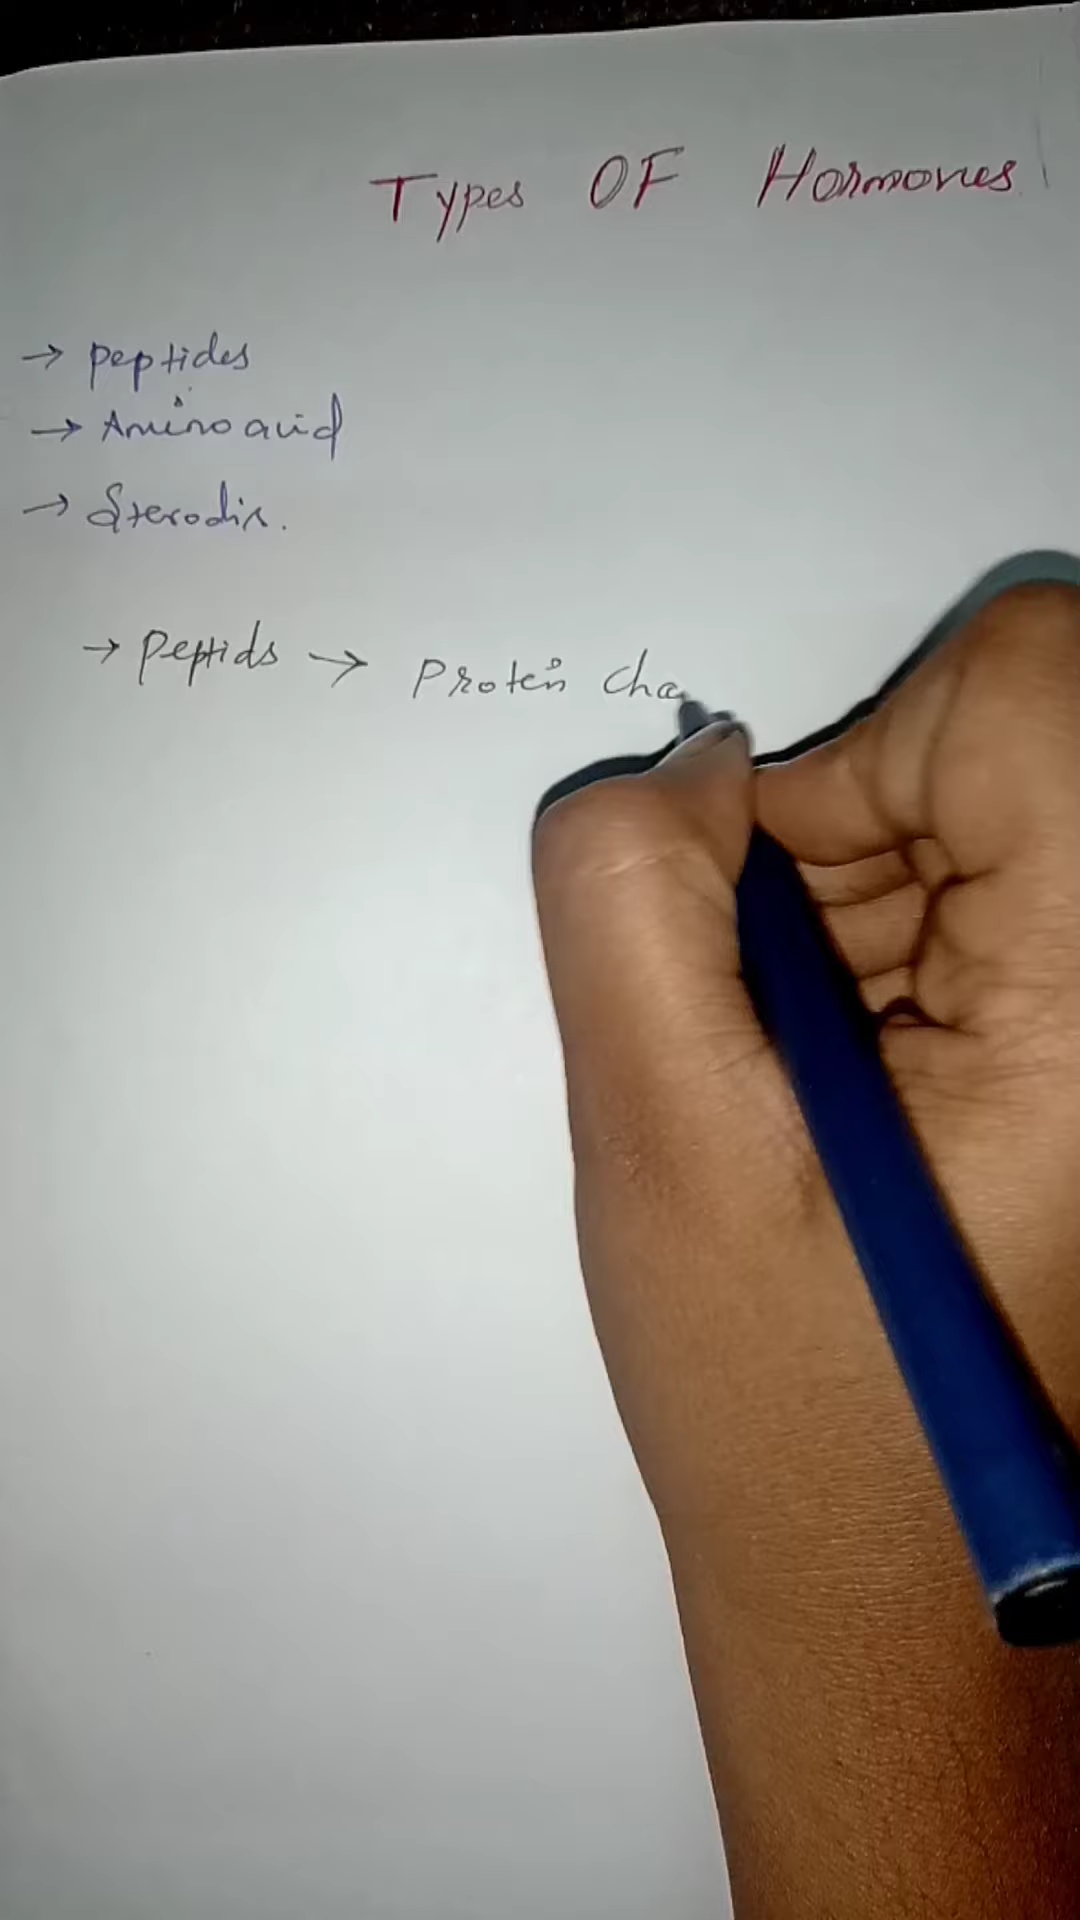 Types OF Hormones
→ peptides
→ Amino acid
→ Sterodis.
→ Peptids → Protein cha